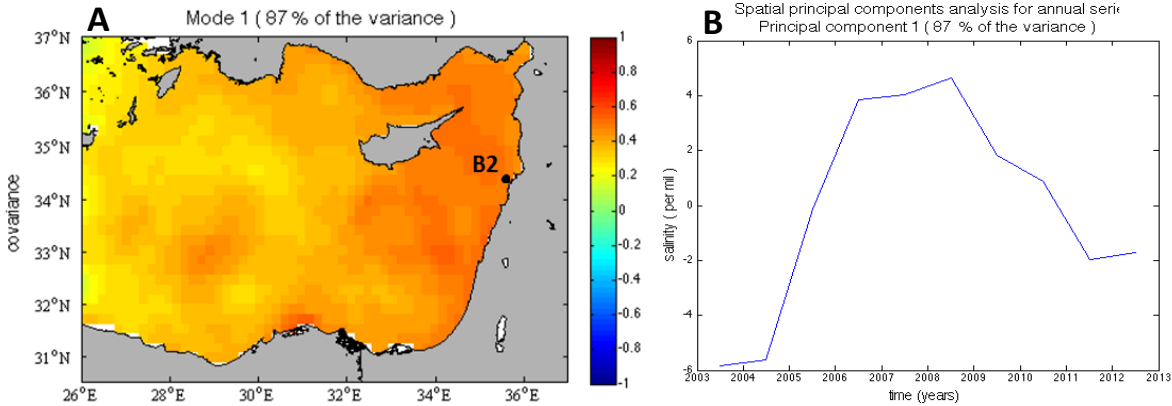 A
Mode 1 ( 87 % of the variance )
37°N
36°N
35°N
34°N
33°N
32°N
31°N
covariance
B2
26°E
28°E
30°E
32°E
34°E
36°E
1
0.8
0.6
0.4
0.2
0
-0.2
-0.4
-0.6
-0.8
-1
B
Spatial principal components analysis for annual serie
Principal component 1 ( 87 % of the variance )
6
4
2
0
-2
-4
-6
salinity ( per mil )
2003
2004
2005
2006
2007
2008
2009
2010
2011
2012
2013
time (years)